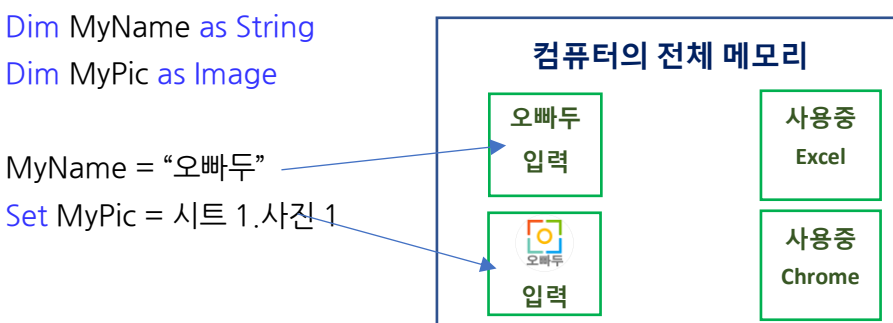 Dim MyName as String
Dim MyPic as Image
MyName = “오빠두”
Set MyPic = 시트 1.사진 1
컴퓨터의 전체 메모리
오빠두
입력
사용중
Excel
오빠두
입력
사용중
Chrome